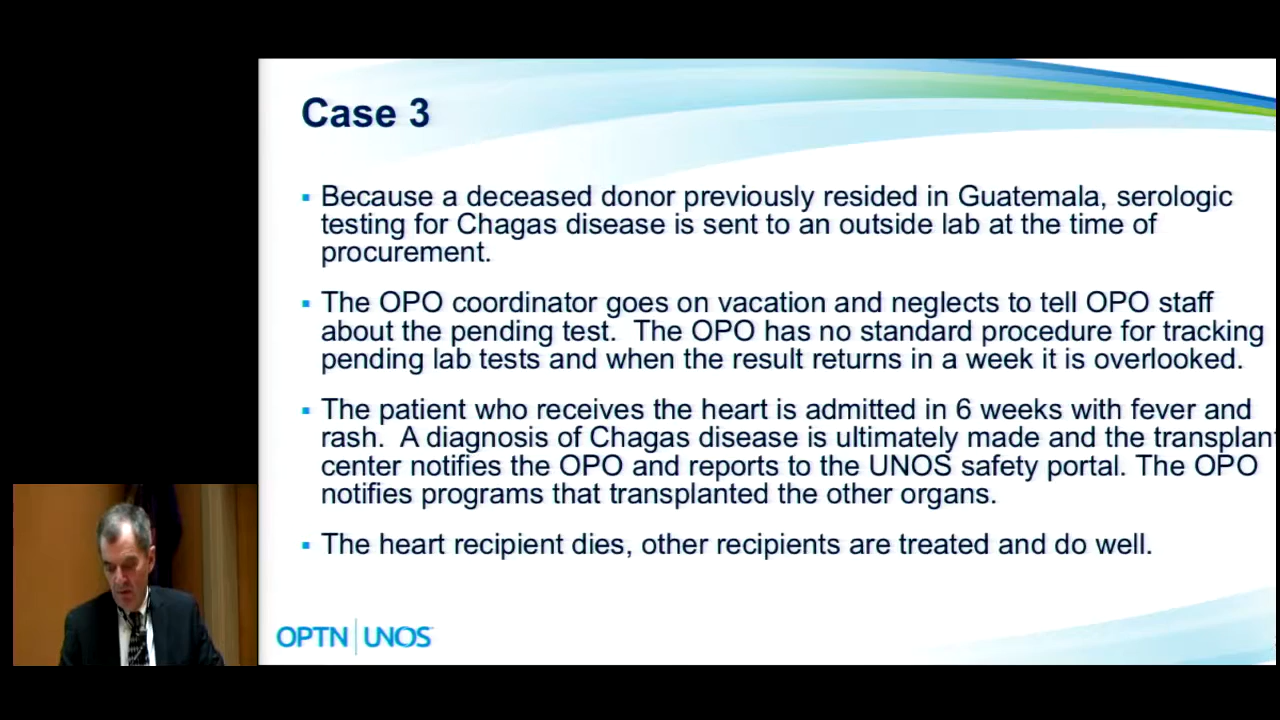 Case 3
Because a deceased donor previously resided in Guatemala, serologic
testing for Chagas disease is sent to an outside lab at the time of
procurement.
The OPO coordinator goes on vacation and neglects to tell OPO staff
about the pending test.  The OPO has no standard procedure for tracking
pending lab tests and when the result returns in a week it is overlooked.
The patient who receives the heart is admitted in 6 weeks with fever and
rash.  A diagnosis of Chagas disease is ultimately made and the transplant
center notifies the OPO and reports to the UNOS safety portal. The OPO
notifies programs that transplanted the other organs.
The heart recipient dies, other recipients are treated and do well.
OPTN UNOS